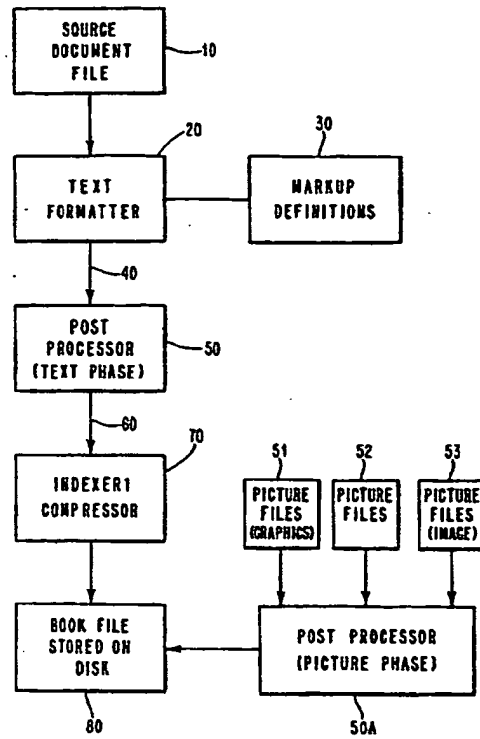 SOURCE
DOCUMENT
FILE
10
20
30
TEXT
FORMATTER
MARKUP
DEFINITIONS
40
POST
PROCESSOR
(TEXT PHASE)
50
60
70
INDEXER1
COMPRESSOR
51
52
53
PICTURE
FILES
(GRAPHICS)
PICTURE
FILES
PICTURE
FILES
(IMAGE)
BOOK FILE
STORED ON
DISK
POST PROCESSOR
(PICTURE PHASE)
80
50A